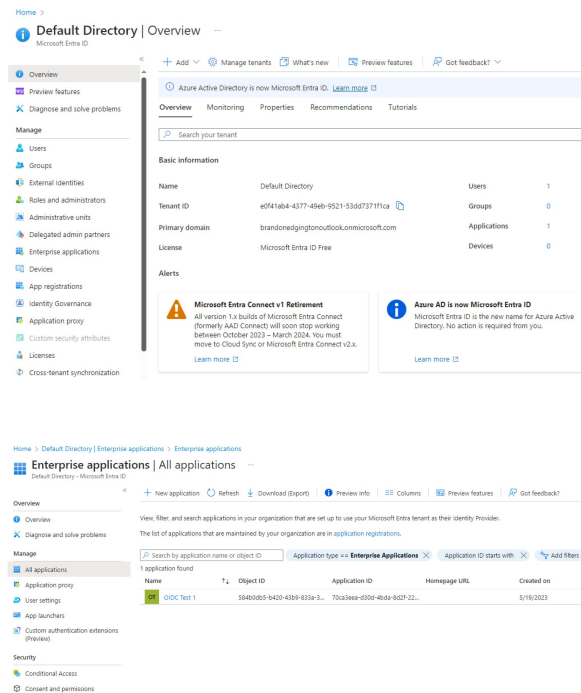 Home >
Default Directory | Overview ...
Microsoft Entra ID
«
+ Add Manage tenants What's new Preview features Got feedback?
Overview
Preview features
Diagnose and solve problems
Manage
Users
Groups
External Identities
Roles and administrators
Administrative units
Delegated admin partners
Enterprise applications
Devices
App registrations
Identity Governance
Application proxy
Custom security attributes
Licenses
Cross-tenant synchronization
Azure Active Directory is now Microsoft Entra ID. Learn more
Overview Monitoring Properties Recommendations Tutorials
Search your tenant
Basic information
Name Default Directory Users 1
Tenant ID e0f41ab4-4377-49eb-9521-53dd7371f1ca Groups 0
Primary domain brandonedgingtonoutlook.onmicrosoft.com Applications 1
License Microsoft Entra ID Free Devices 0
Alerts
Microsoft Entra Connect v1 Retirement
All version 1.x builds of Microsoft Entra Connect
(formerly AAD Connect) will soon stop working
between October 2023 – March 2024. You must
move to Cloud Sync or Microsoft Entra Connect v2.x.
Learn more
Azure AD is now Microsoft Entra ID
Microsoft Entra ID is the new name for Azure Active
Directory. No action is required from you.
Learn more
Home > Default Directory | Enterprise applications > Enterprise applications
Enterprise applications | All applications ...
Default Directory - Microsoft Entra ID
«
+ New application Refresh Download (Export) Preview info Columns Preview features Got feedback?
Overview
Overview
Diagnose and solve problems
Manage
All applications
Application proxy
User settings
App launchers
Custom authentication extensions
(Preview)
Security
Conditional Access
Consent and permissions
View, filter, and search applications in your organization that are set up to use your Microsoft Entra tenant as their Identity Provider.
The list of applications that are maintained by your organization are in application registrations.
Search by application name or object ID Application type == Enterprise Applications Application ID starts with Add filters
1 application found
Name Object ID Application ID Homepage URL Created on
OT OIDC Test 1 584b0db5-b420-43b9-833a-3... 70ca3eea-d30d-4bda-8d2f-22... 5/19/2023